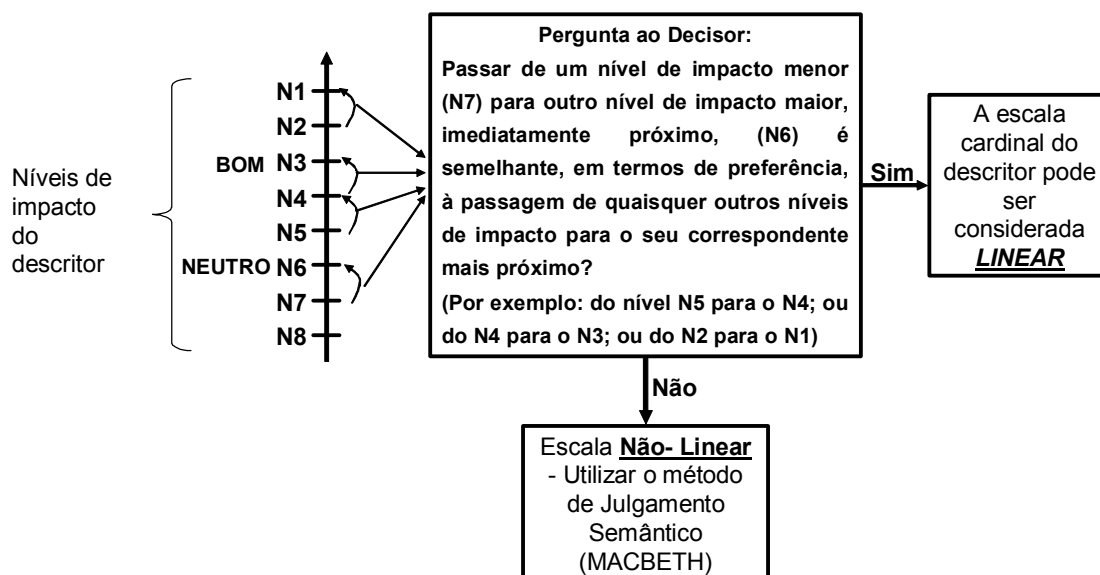 Níveis de
impacto
do
descritor
N1
N2
BOM N3
N4
N5
NEUTRO N6
N7
N8
Pergunta ao Decisor:
Passar de um nível de impacto menor
(N7) para outro nível de impacto maior,
imediatamente próximo, (N6) é
semelhante, em termos de preferência,
à passagem de quaisquer outros níveis
de impacto para o seu correspondente
mais próximo?
(Por exemplo: do nível N5 para o N4; ou
do N4 para o N3; ou do N2 para o N1)
Sim
A escala
cardinal do
descritor pode
ser
considerada
LINEAR
Não
Escala Não- Linear
- Utilizar o método
de Julgamento
Semântico
(MACBETH)